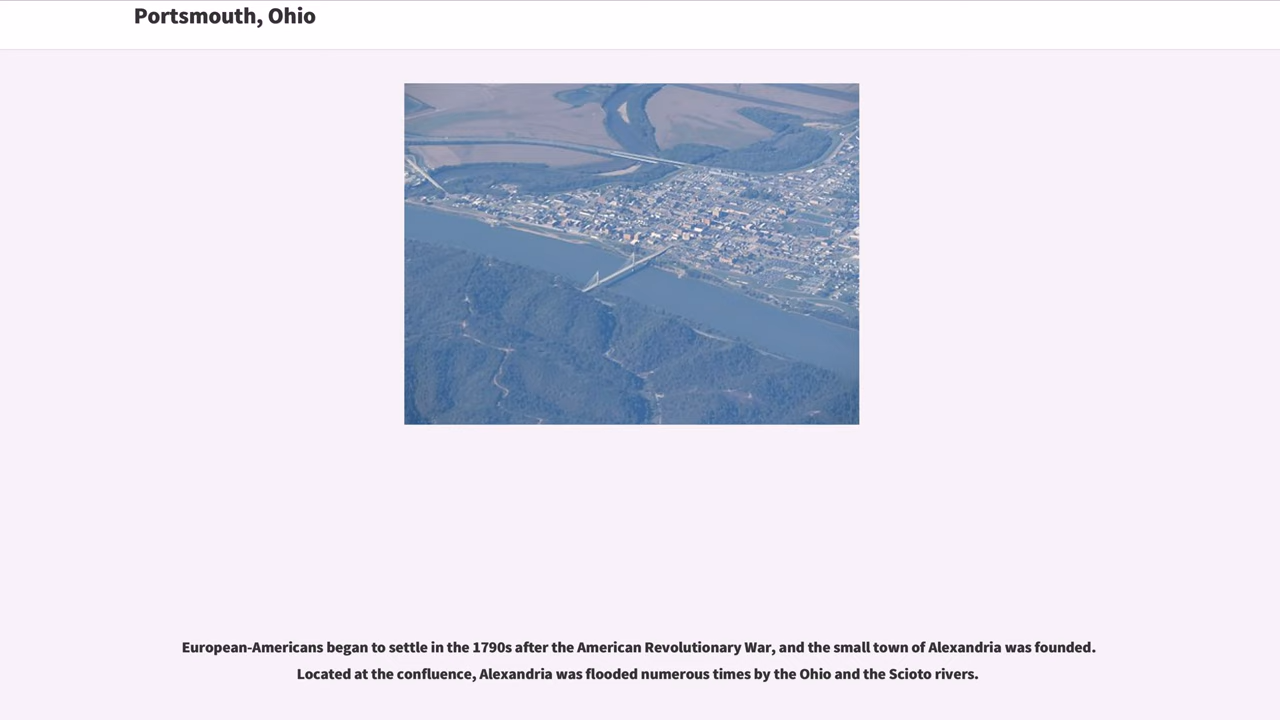 Portsmouth, Ohio
European-Americans began to settle in the 1790s after the American Revolutionary War, and the small town of Alexandria was founded.
Located at the confluence, Alexandria was flooded numerous times by the Ohio and the Scioto rivers.